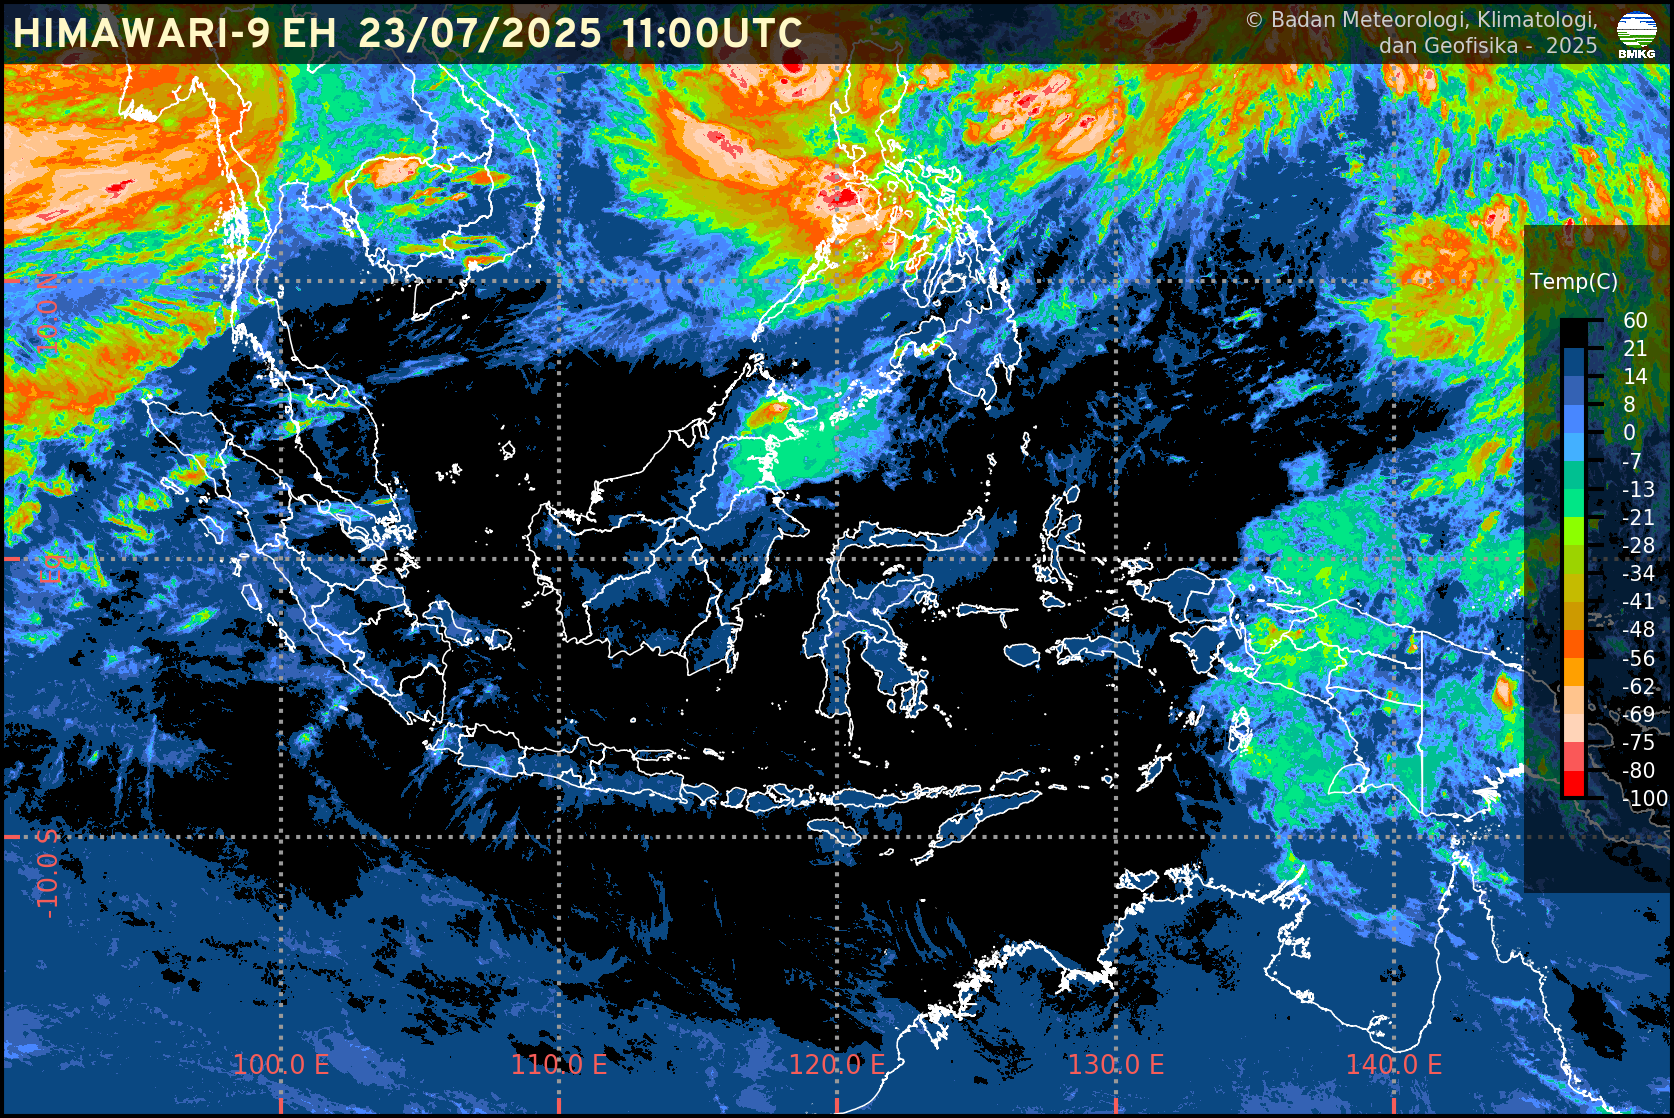 HIMAWARI-9 EH 23/07/2025 11:00UTC
© Badan Meteorologi, Klimatologi,
dan Geofisika - 2025
BMKG
10.0 N
EQ
-10.0 S
Temp(C)
60
21
14
8
0
-7
-13
-21
-28
-34
-41
-48
-56
-62
-69
-75
-80
-100
100.0 E
110.0 E
120.0 E
130.0 E
140.0 E